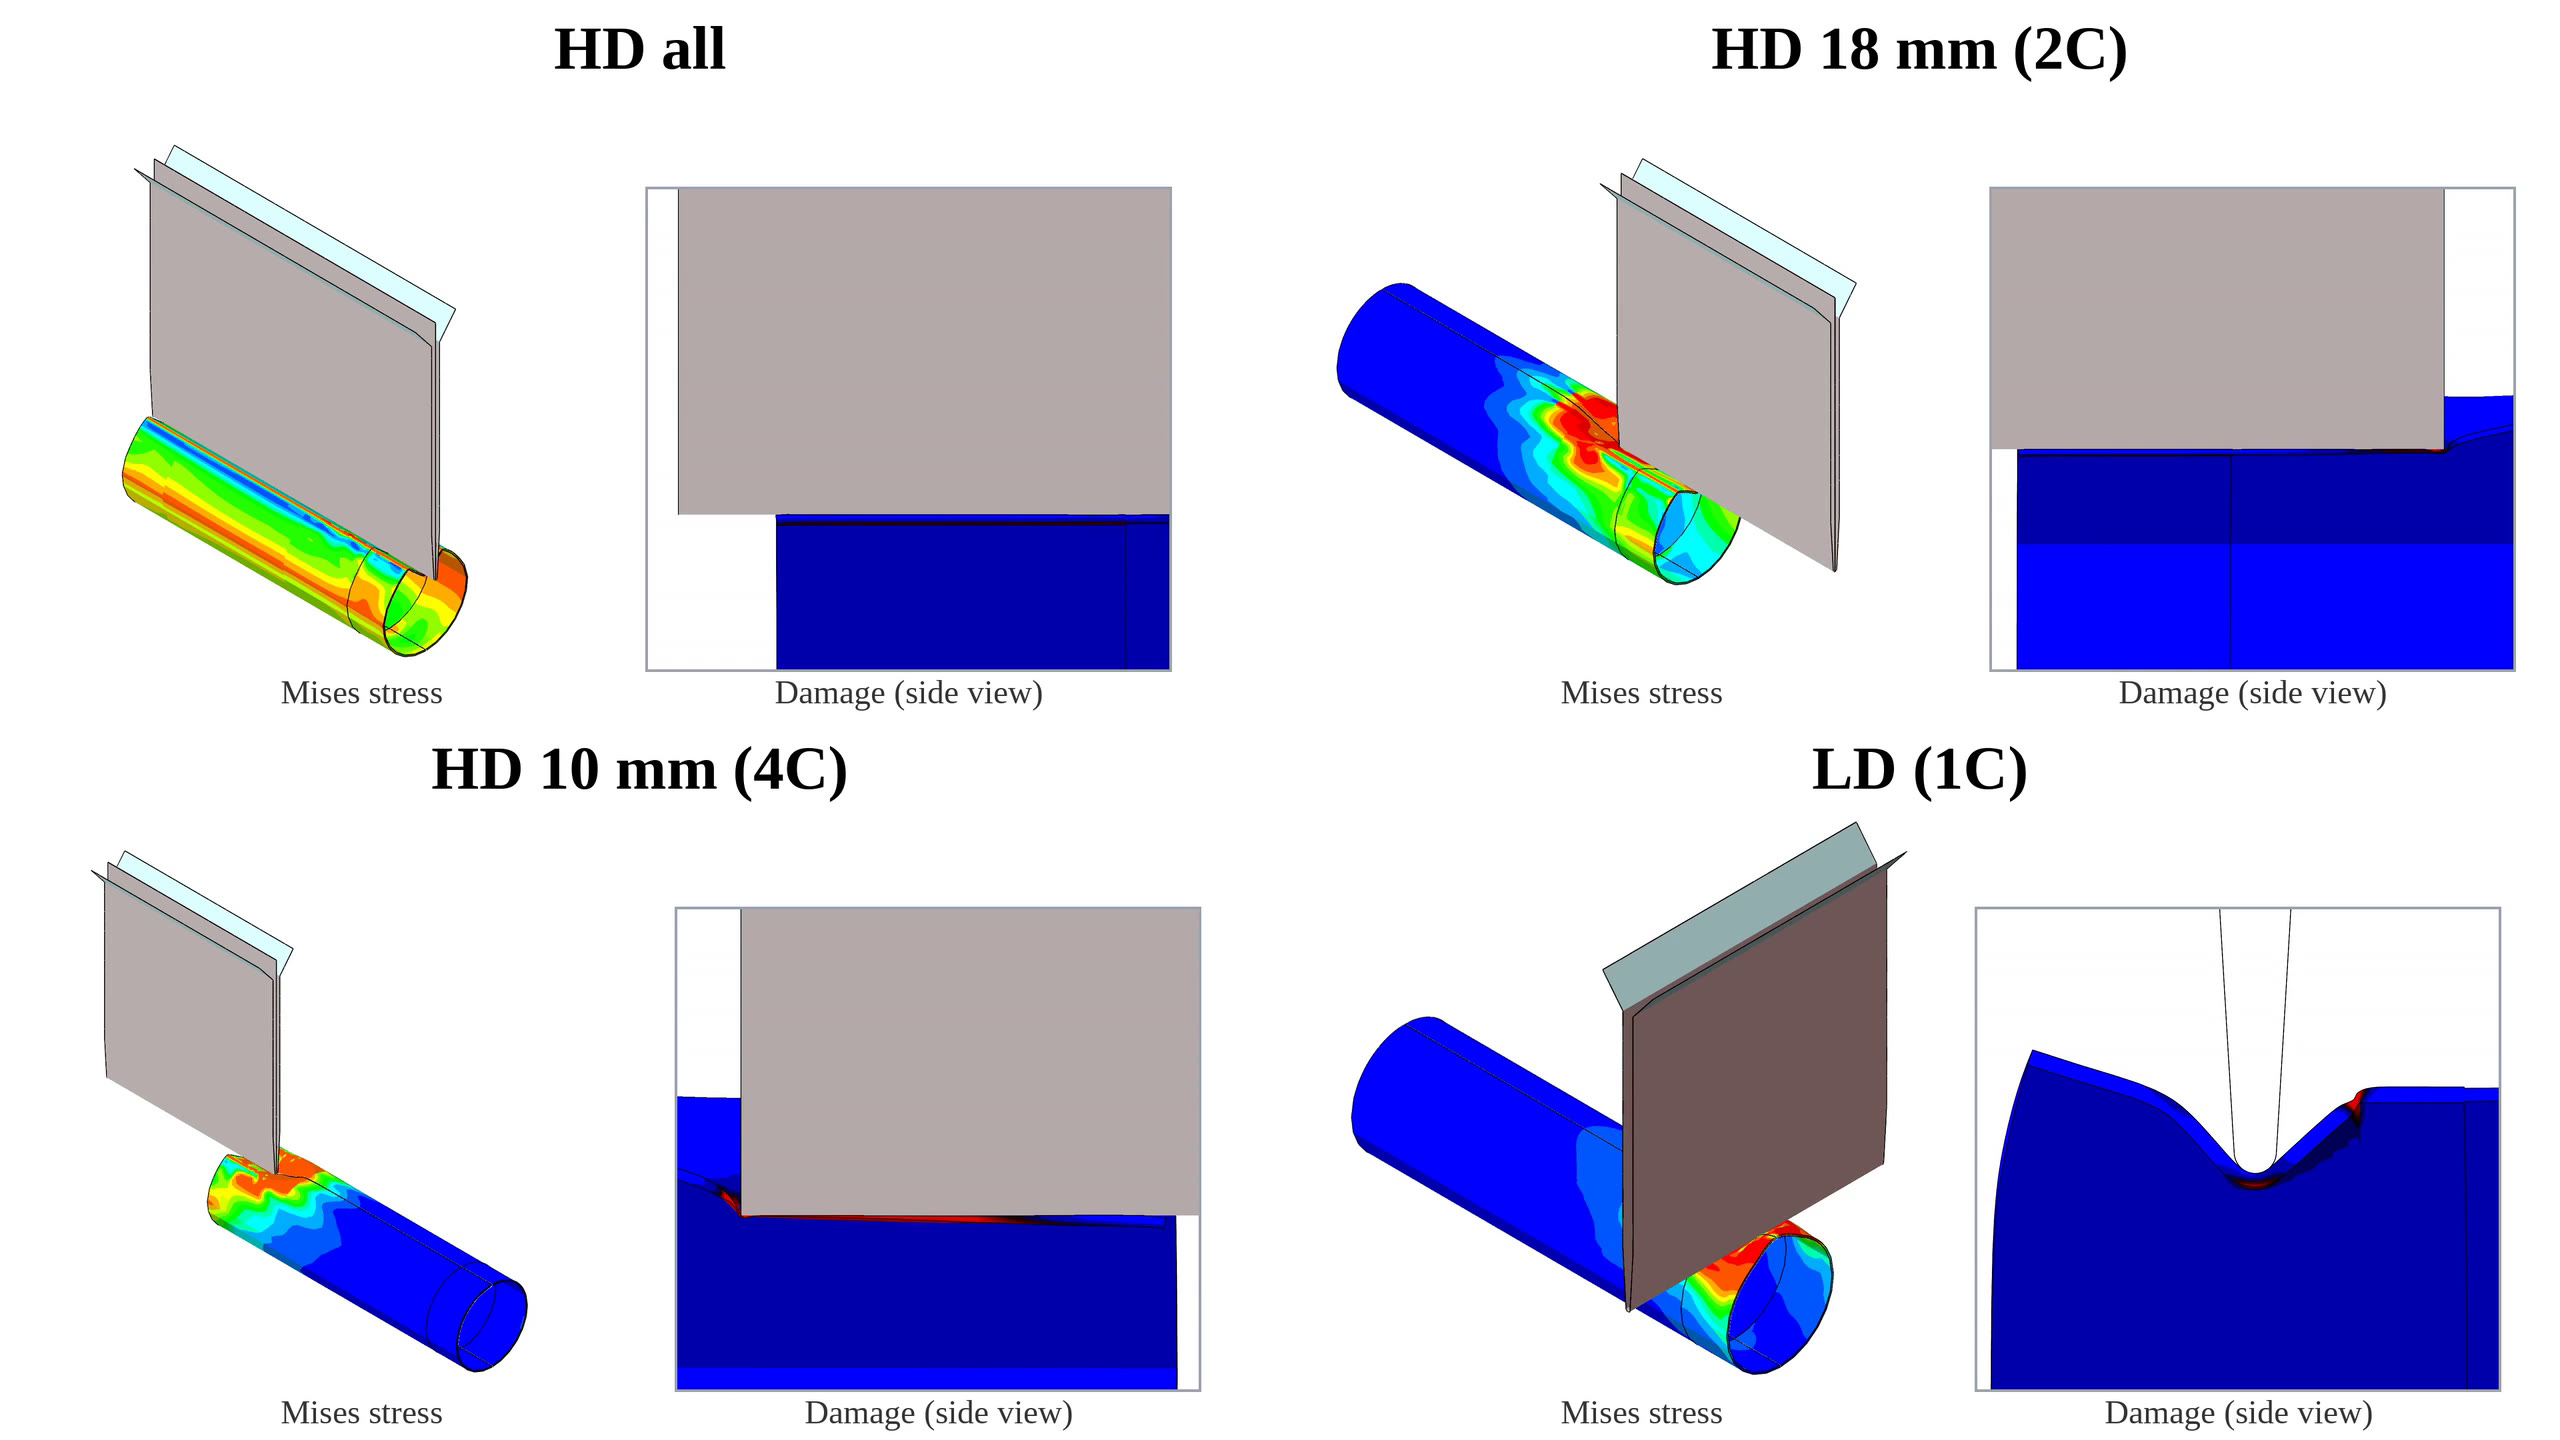 HD all
HD 18 mm (2C)
Mises stress
Damage (side view)
Mises stress
Damage (side view)
HD 10 mm (4C)
LD (1C)
Mises stress
Damage (side view)
Mises stress
Damage (side view)